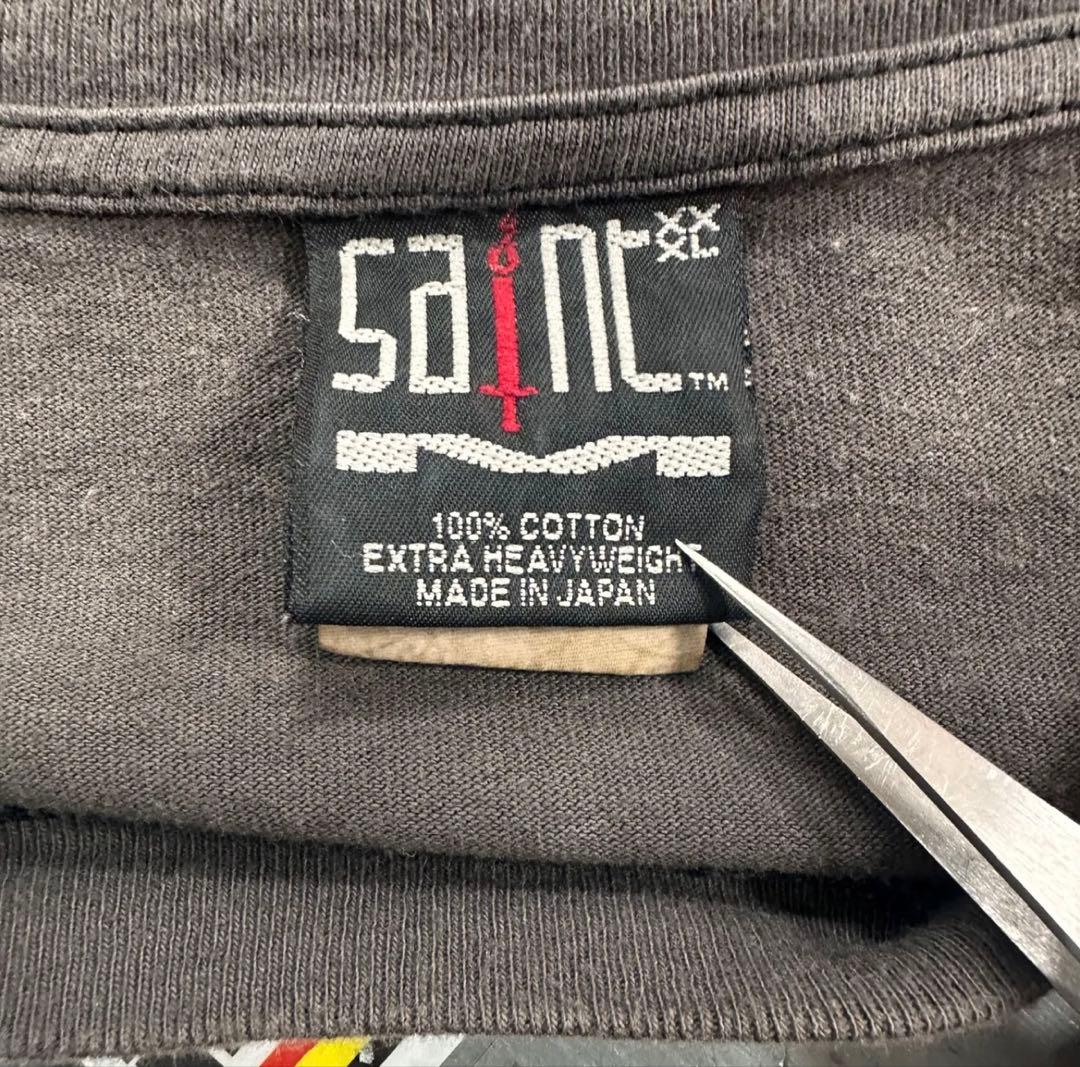 saint XX
XL
TM
100% COTTON
EXTRA HEAVYWEIGHT
MADE IN JAPAN